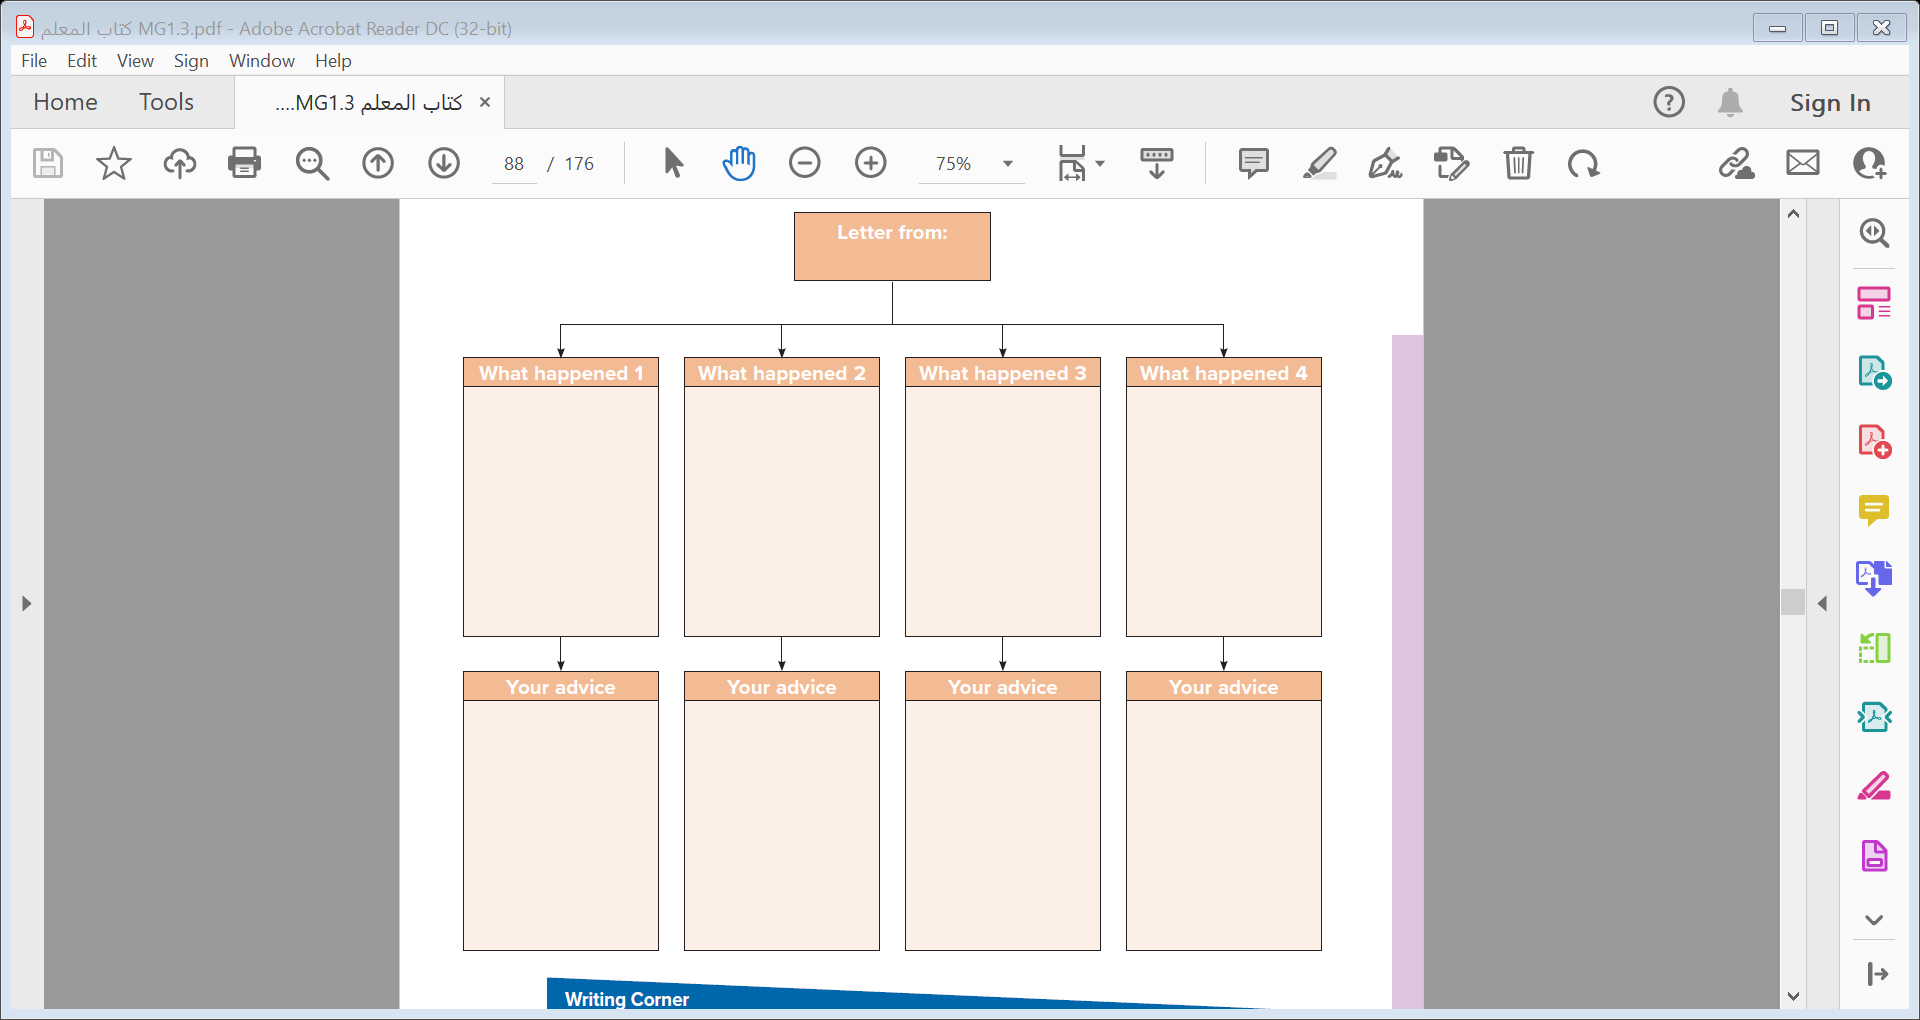 كتاب المعلم MG1.3.pdf - Adobe Acrobat Reader DC (32-bit)
File Edit View Sign Window Help
Home Tools كتاب المعلم MG1.3.... × Sign In
88 / 176 75%
Letter from:
What happened 1 What happened 2 What happened 3 What happened 4
Your advice Your advice Your advice Your advice
Writing Corner